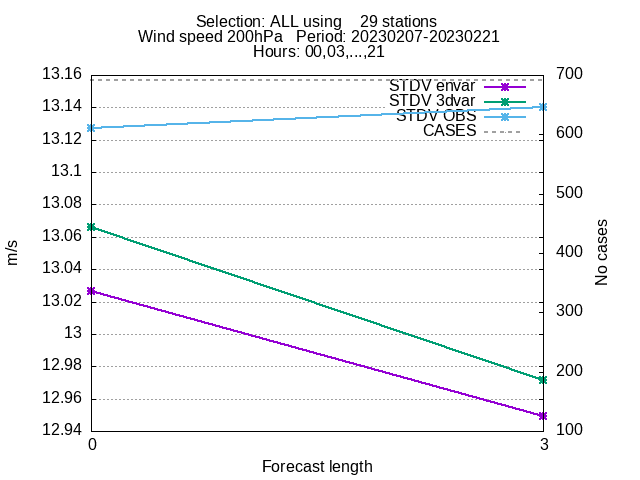 Selection: ALL using    29 stations
Wind speed 200hPa   Period: 20230207-20230221
Hours: 00,03,...,21
STDV envar
STDV 3dvar
STDV OBS
CASES
13.16
13.14
13.12
13.1
13.08
13.06
13.04
13.02
13
12.98
12.96
12.94
m/s
700
600
500
400
300
200
100
No cases
0
3
Forecast length